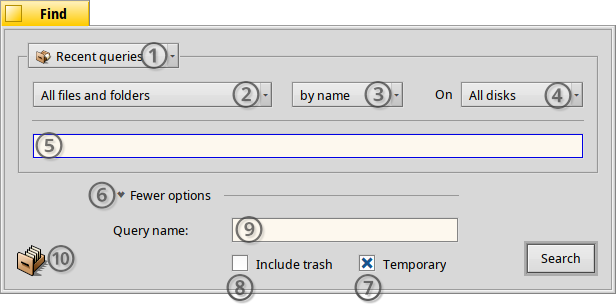 Find
Recent queries 1
All files and folders 2 by name 3 On All disks 4
5
6 Fewer options
Query name: 9
10 Include trash Temporary Search
8 7